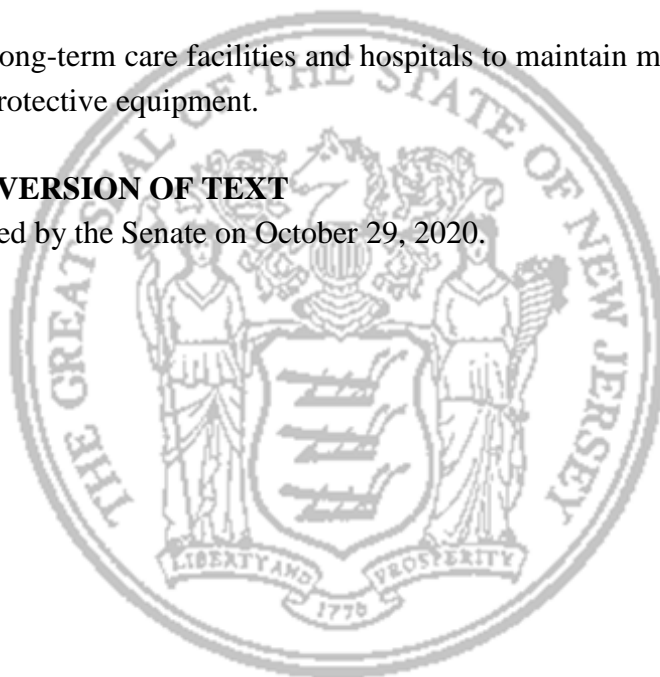 ong-term care facilities and hospitals to maintain m
rotective equipment.
VERSION OF TEXT
ed by the Senate on October 29, 2020.
THE GREAT SEAL OF THE STATE OF NEW JERSEY
LIBERTY AND PROSPERITY
1776